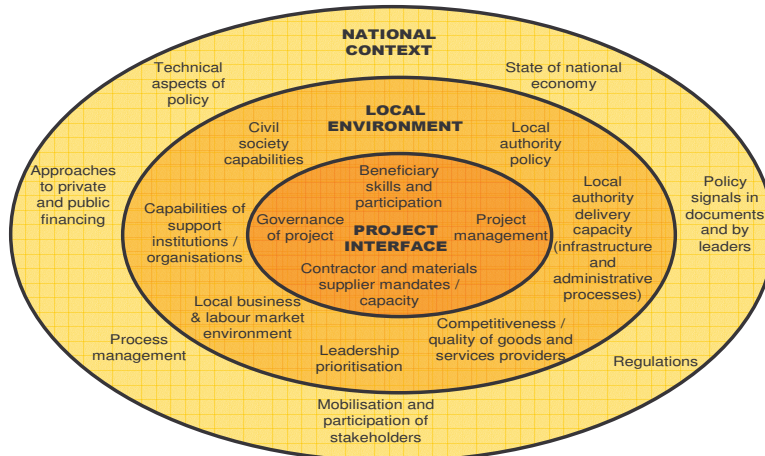 NATIONAL
CONTEXT
Technical
aspects of
policy
State of national
economy
LOCAL
ENVIRONMENT
Civil
society
capabilities
Local
authority
policy
Approaches
to private
and public
financing
Beneficiary
skills and
participation
Capabilities of
support
institutions /
organisations
Governance
of project
PROJECT
INTERFACE
Project
management
Local
authority
delivery
capacity
(infrastructure
and
administrative
processes)
Policy
signals in
documents
and by
leaders
Contractor and materials
supplier mandates /
capacity
Local business
& labour market
environment
Competitiveness /
quality of goods and
services providers
Process
management
Leadership
prioritisation
Regulations
Mobilisation and
participation of
stakeholders